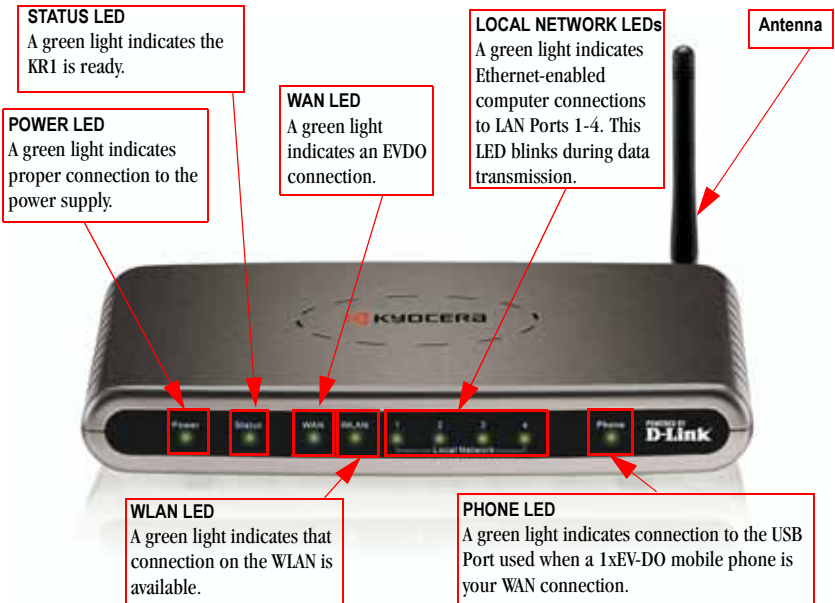 STATUS LED
A green light indicates the
KR1 is ready.
LOCAL NETWORK LEDs
A green light indicates
Ethernet-enabled
computer connections
to LAN Ports 1-4. This
LED blinks during data
transmission.
Antenna
WAN LED
A green light
indicates an EVDO
connection.
POWER LED
A green light indicates
proper connection to the
power supply.
KYOCERA
Power
Status
WAN
WLAN
1 2 3 4
Local Network
Phone
POWERED BY
D-Link
WLAN LED
A green light indicates that
connection on the WLAN is
available.
PHONE LED
A green light indicates connection to the USB
Port used when a 1xEV-DO mobile phone is
your WAN connection.